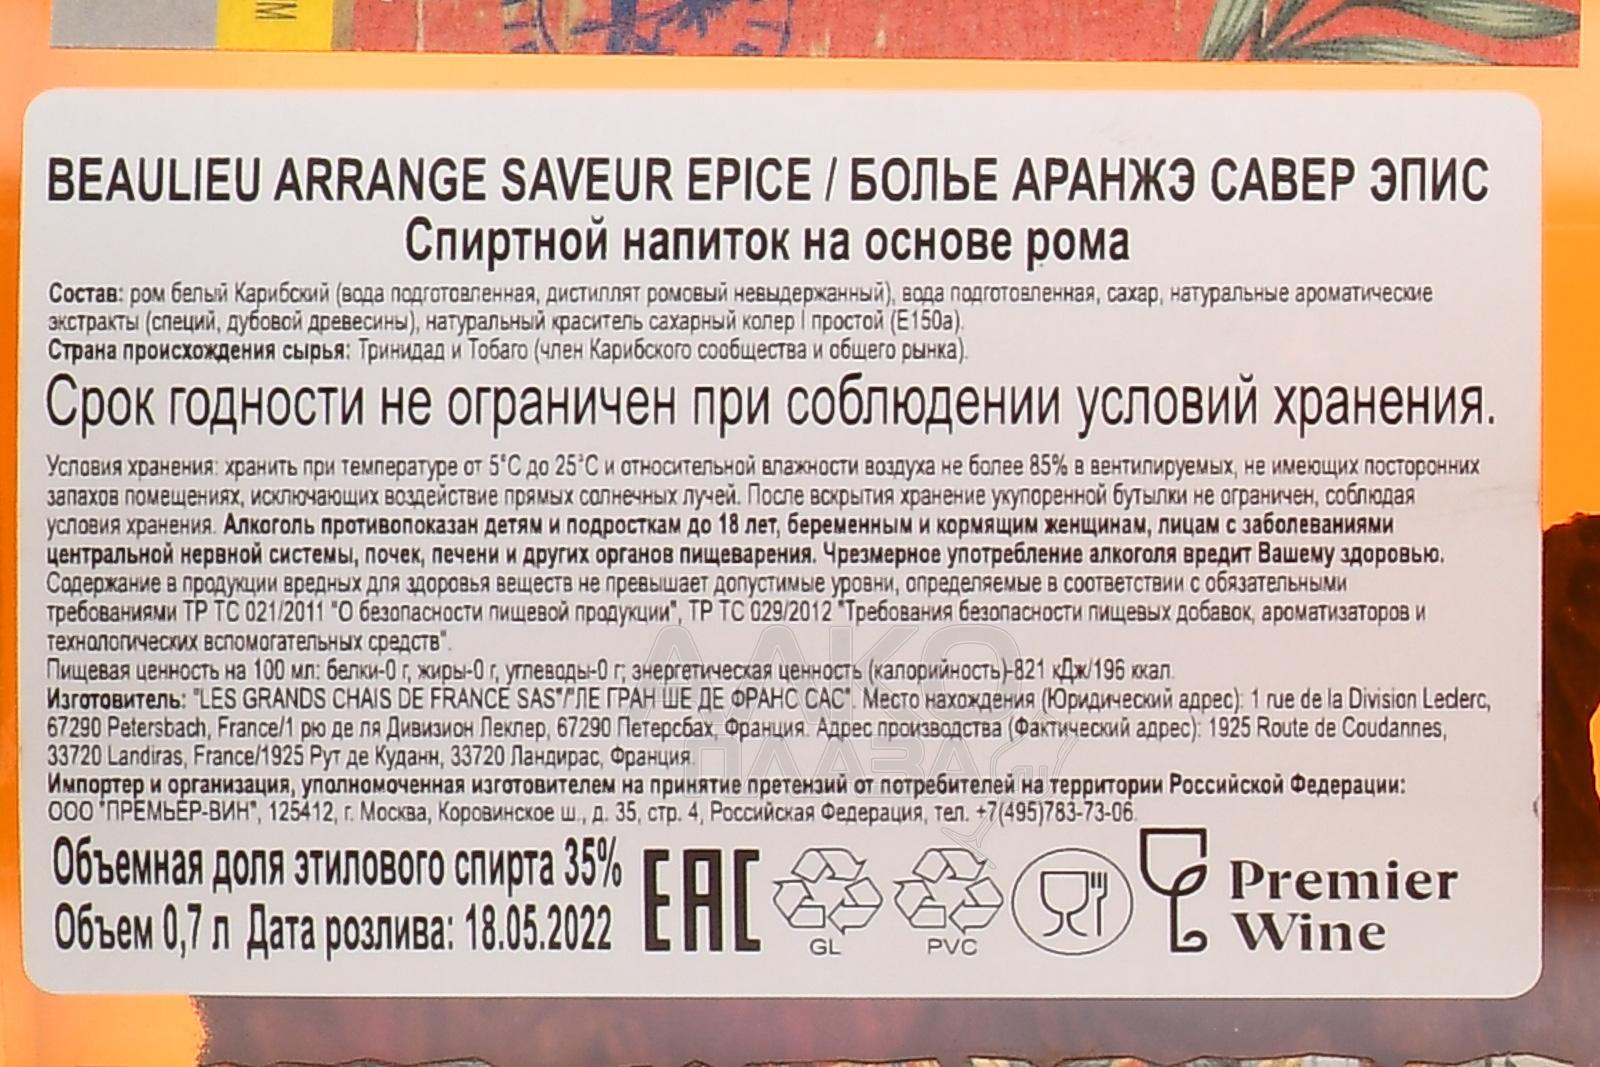 BEAULIEU ARRANGE SAVEUR EPICE / БОЛЬЕ АРАНЖЭ САВЕР ЭПИС
Спиртной напиток на основе рома
Состав: ром белый Карибский (вода подготовленная, дистиллят ромовый невыдержанный), вода подготовленная, сахар, натуральные ароматические
экстракты (специй, дубовой древесины), натуральный краситель сахарный колер I простой (E150a).
Страна происхождения сырья: Тринидад и Тобаго (член Карибского сообщества и общего рынка).
Срок годности не ограничен при соблюдении условий хранения.
Условия хранения: хранить при температуре от 5°C до 25°C и относительной влажности воздуха не более 85% в вентилируемых, не имеющих посторонних
запахов помещениях, исключающих воздействие прямых солнечных лучей. После вскрытия хранение укупоренной бутылки не ограничен, соблюдая
условия хранения. Алкоголь противопоказан детям и подросткам до 18 лет, беременным и кормящим женщинам, лицам с заболеваниями
центральной нервной системы, почек, печени и других органов пищеварения. Чрезмерное употребление алкоголя вредит Вашему здоровью.
Содержание в продукции вредных для здоровья веществ не превышает допустимые уровни, определяемые в соответствии с обязательными
требованиями ТР ТС 021/2011 "О безопасности пищевой продукции", ТР ТС 029/2012 "Требования безопасности пищевых добавок, ароматизаторов и
технологических вспомогательных средств".
Пищевая ценность на 100 мл: белки-0 г, жиры-0 г, углеводы-0 г; энергетическая ценность (калорийность)-821 кДж/196 ккал.
Изготовитель: "LES GRANDS CHAIS DE FRANCE SAS"/"ЛЕ ГРАН ШЕ ДЕ ФРАНС САС". Место нахождения (Юридический адрес): 1 rue de la Division Leclerc,
67290 Petersbach, France/1 рю де ля Дивизион Леклер, 67290 Петерсбах, Франция. Адрес производства (Фактический адрес): 1925 Route de Coudannes,
33720 Landiras, France/1925 Рут де Куданн, 33720 Ландирас, Франция.
Импортер и организация, уполномоченная изготовителем на принятие претензий от потребителей на территории Российской Федерации:
ООО "ПРЕМЬЕР-ВИН", 125412, г. Москва, Коровинское ш., д. 35, стр. 4, Российская Федерация, тел. +7(495)783-73-06.
Объемная доля этилового спирта 35%
Объем 0,7 л Дата розлива: 18.05.2022
EAC
GL
PVC
Premier
Wine
АЛКО
ПЛАЗА.ru